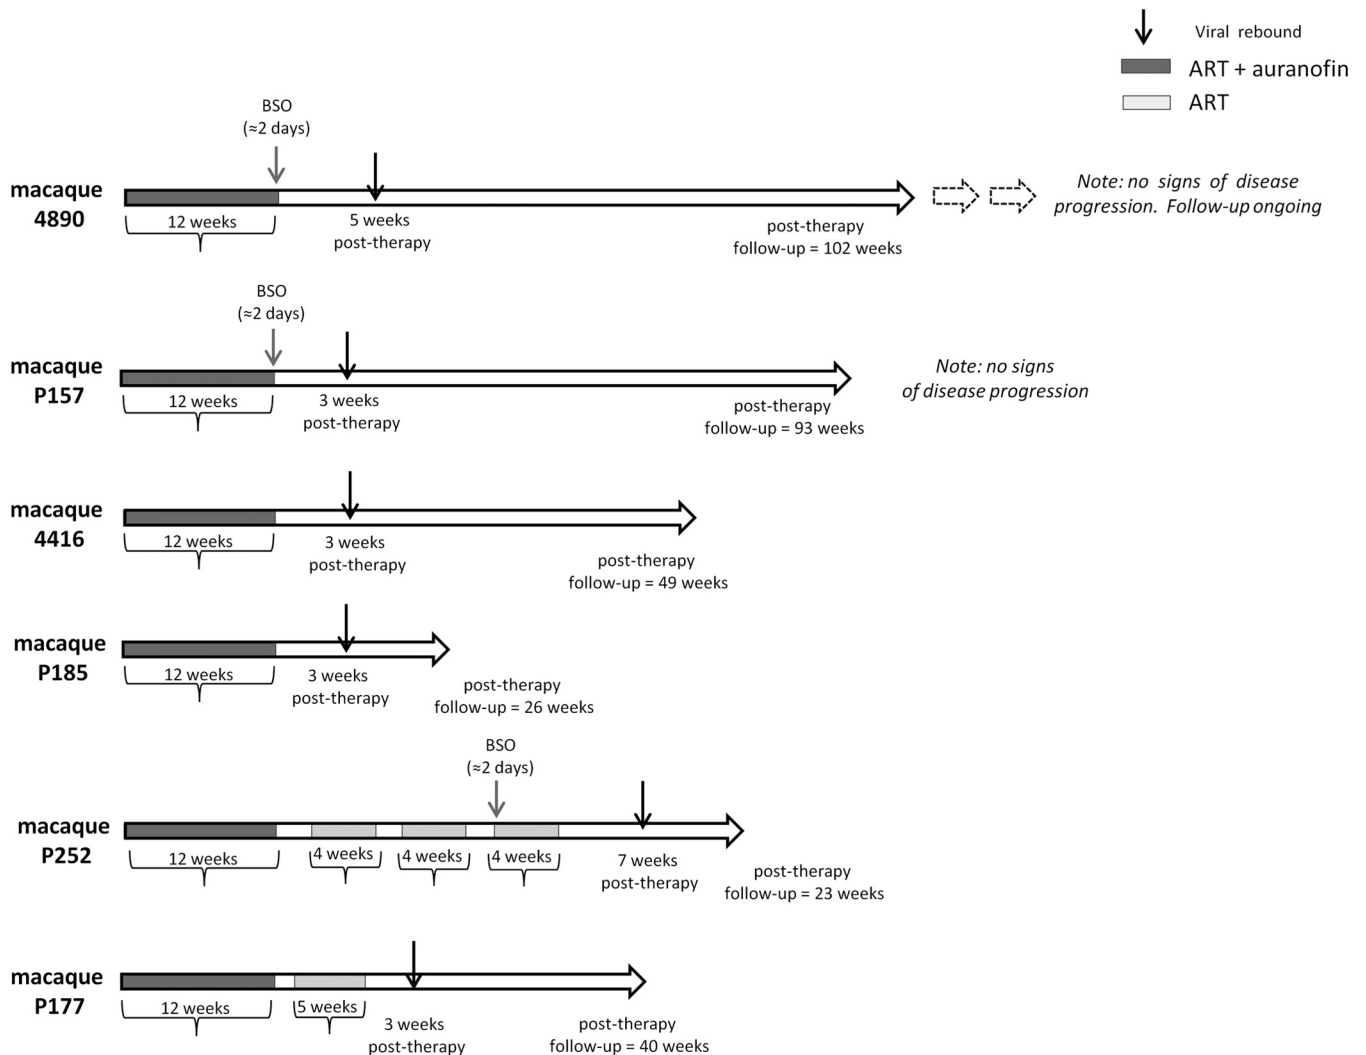 Viral rebound
ART + auranofin
ART
BSO
(≈2 days)
macaque
4890
12 weeks
5 weeks
post-therapy
post-therapy
follow-up = 102 weeks
Note: no signs of disease
progression. Follow-up ongoing
BSO
(≈2 days)
macaque
P157
12 weeks
3 weeks
post-therapy
post-therapy
follow-up = 93 weeks
Note: no signs
of disease progression
macaque
4416
12 weeks
3 weeks
post-therapy
post-therapy
follow-up = 49 weeks
macaque
P185
12 weeks
3 weeks
post-therapy
post-therapy
follow-up = 26 weeks
BSO
(≈2 days)
macaque
P252
12 weeks
4 weeks
4 weeks
4 weeks
7 weeks
post-therapy
post-therapy
follow-up = 23 weeks
macaque
P177
12 weeks
5 weeks
3 weeks
post-therapy
post-therapy
follow-up = 40 weeks